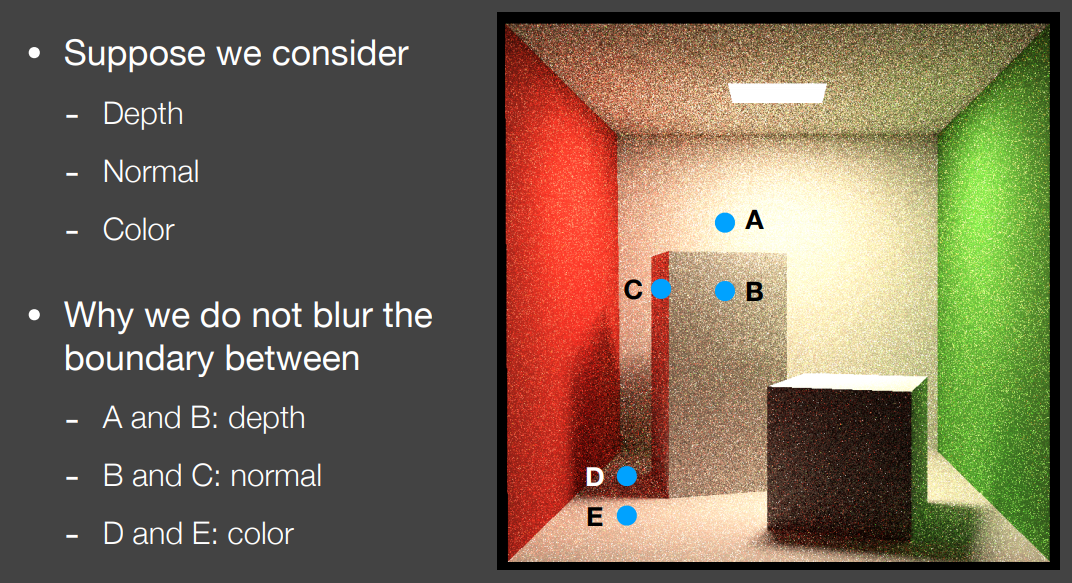 • Suppose we consider
- Depth
- Normal
- Color
• Why we do not blur the
boundary between
- A and B: depth
- B and C: normal
- D and E: color
A
C
B
D
E